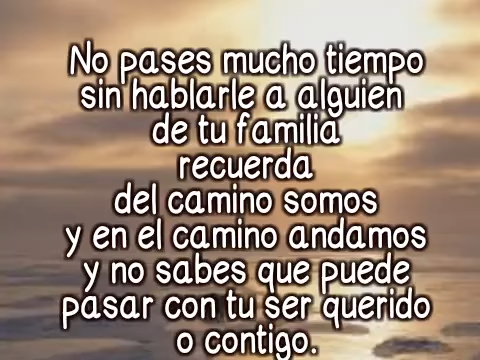 No pases mucho tiempo
sin hablarle a alguien
de tu familia
recuerda
del camino somos
y en el camino andamos
y no sabes que puede
pasar con tu ser querido
o contigo.